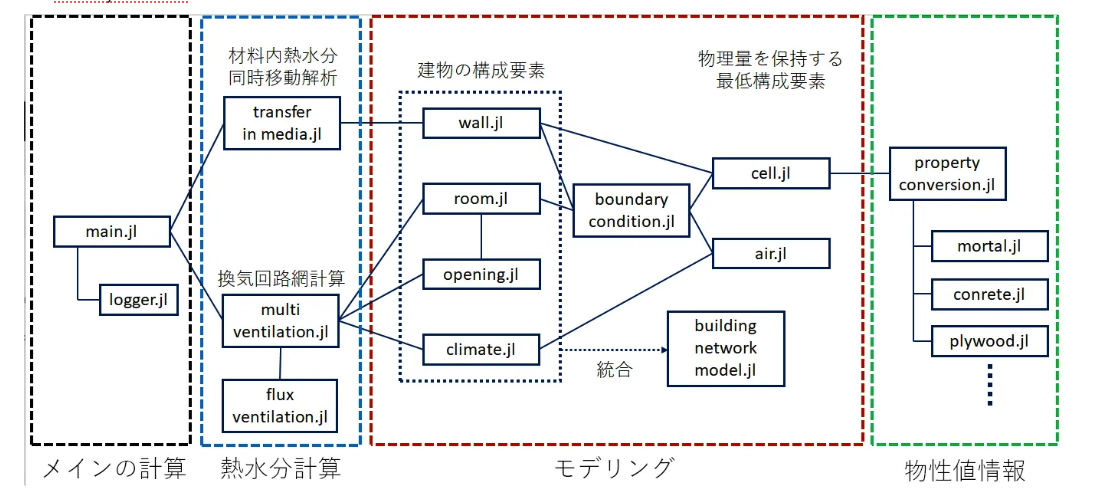 材料内熱水分
同時移動解析
transfer
in media.jl
main.jl
logger.jl
換気回路網計算
multi
ventilation.jl
flux
ventilation.jl
建物の構成要素
wall.jl
room.jl
opening.jl
climate.jl
boundary
condition.jl
物理量を保持する
最低構成要素
cell.jl
air.jl
building
network
model.jl
統合
property
conversion.jl
mortal.jl
conrete.jl
plywood.jl
メインの計算
熱水分計算
モデリング
物性値情報